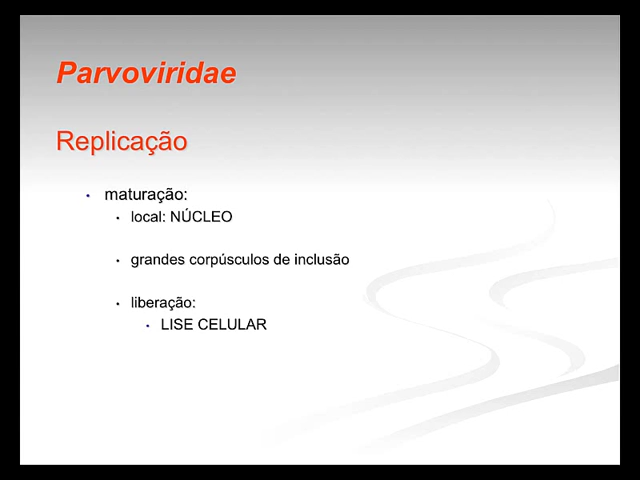 Parvoviridae
Replicação
• maturação:
• local: NÚCLEO
• grandes corpúsculos de inclusão
• liberação:
• LISE CELULAR